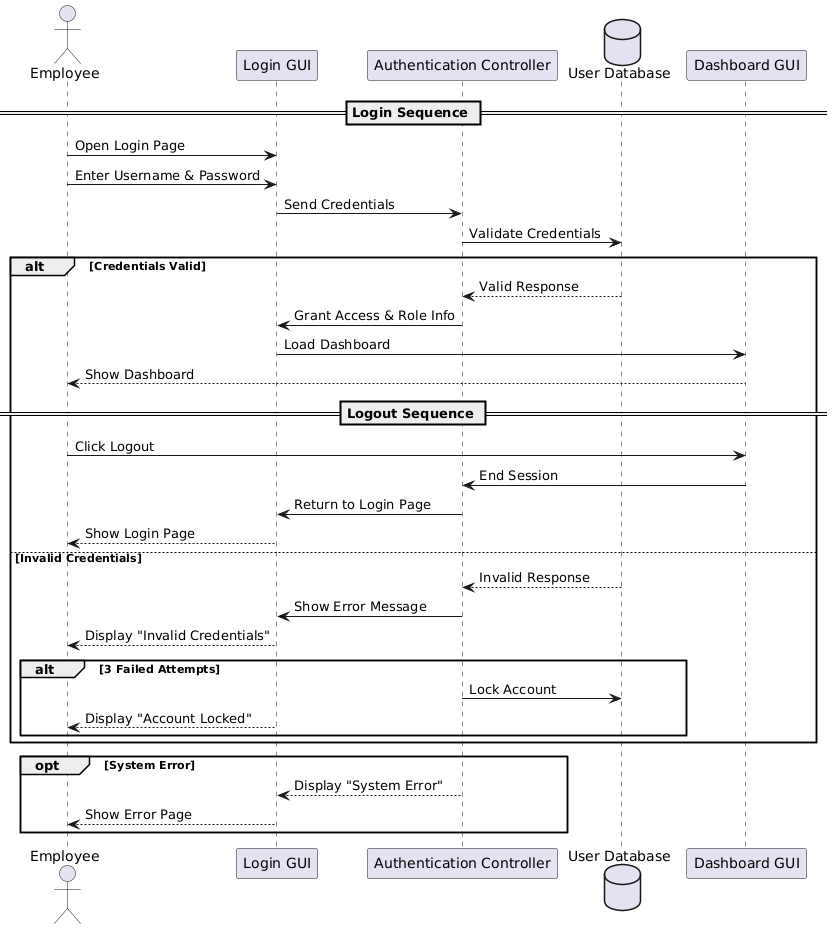 Employee
Login GUI
Authentication Controller
User Database
Dashboard GUI
Login Sequence
Open Login Page
Enter Username & Password
Send Credentials
Validate Credentials
alt
[Credentials Valid]
Valid Response
Grant Access & Role Info
Load Dashboard
Show Dashboard
Logout Sequence
Click Logout
End Session
Return to Login Page
Show Login Page
[Invalid Credentials]
Invalid Response
Show Error Message
Display "Invalid Credentials"
alt
[3 Failed Attempts]
Lock Account
Display "Account Locked"
opt
[System Error]
Display "System Error"
Show Error Page
Employee
Login GUI
Authentication Controller
User Database
Dashboard GUI